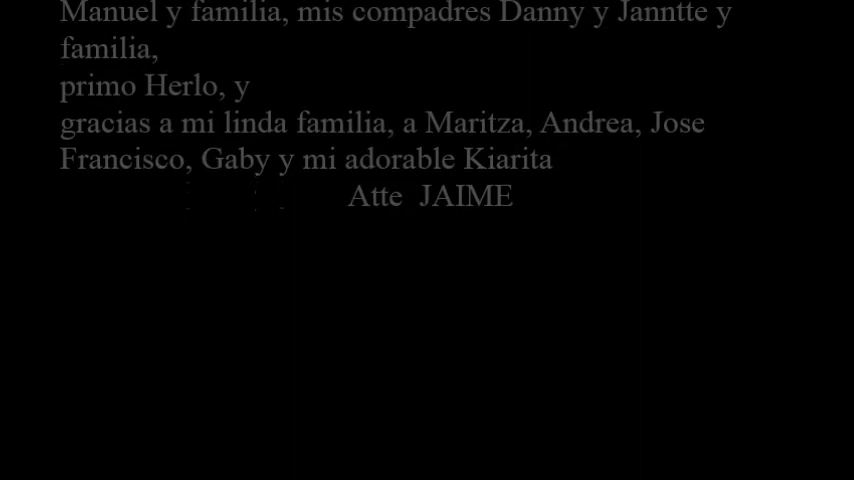 Manuel y familia, mis compadres Danny y Janntte y
familia,
primo Herlo, y
gracias a mi linda familia, a Maritza, Andrea, Jose
Francisco, Gaby y mi adorable Kiarita
Atte JAIME